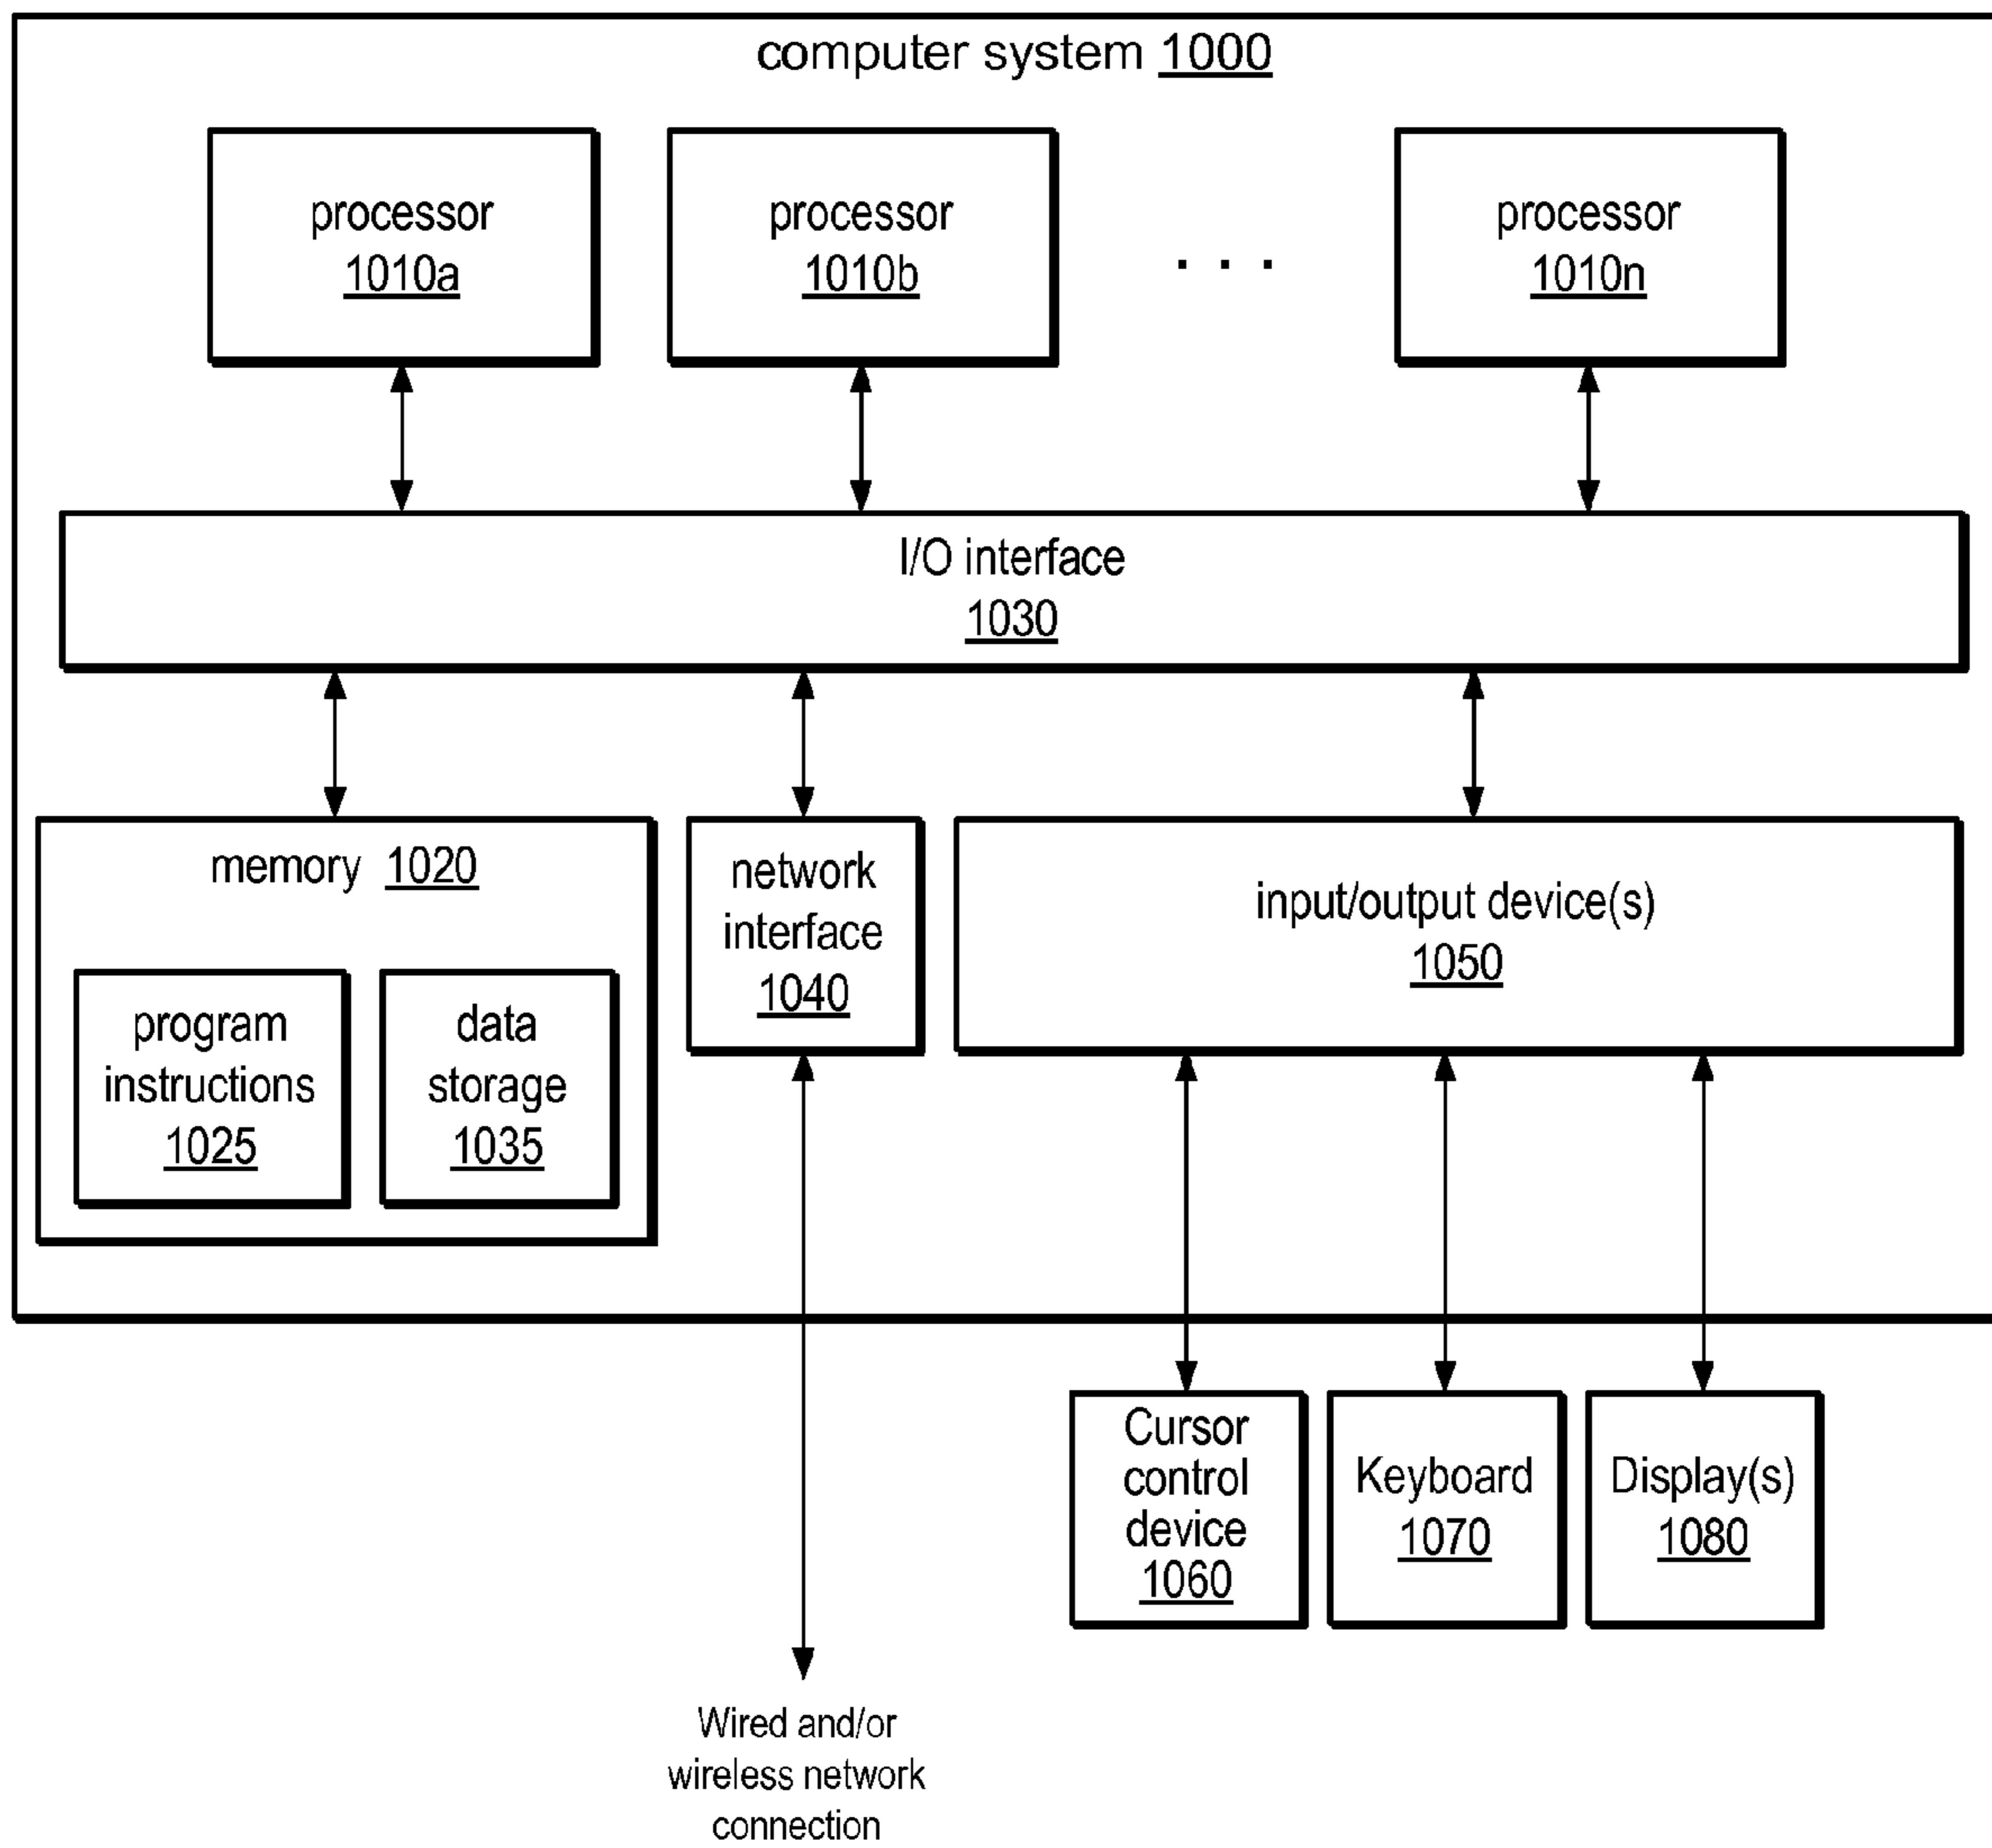 computer system 1000
processor
1010a
processor
1010b
. . .
processor
1010n
I/O interface
1030
memory 1020
program
instructions
1025
data
storage
1035
network
interface
1040
input/output device(s)
1050
Cursor
control
device
1060
Keyboard
1070
Display(s)
1080
Wired and/or
wireless network
connection